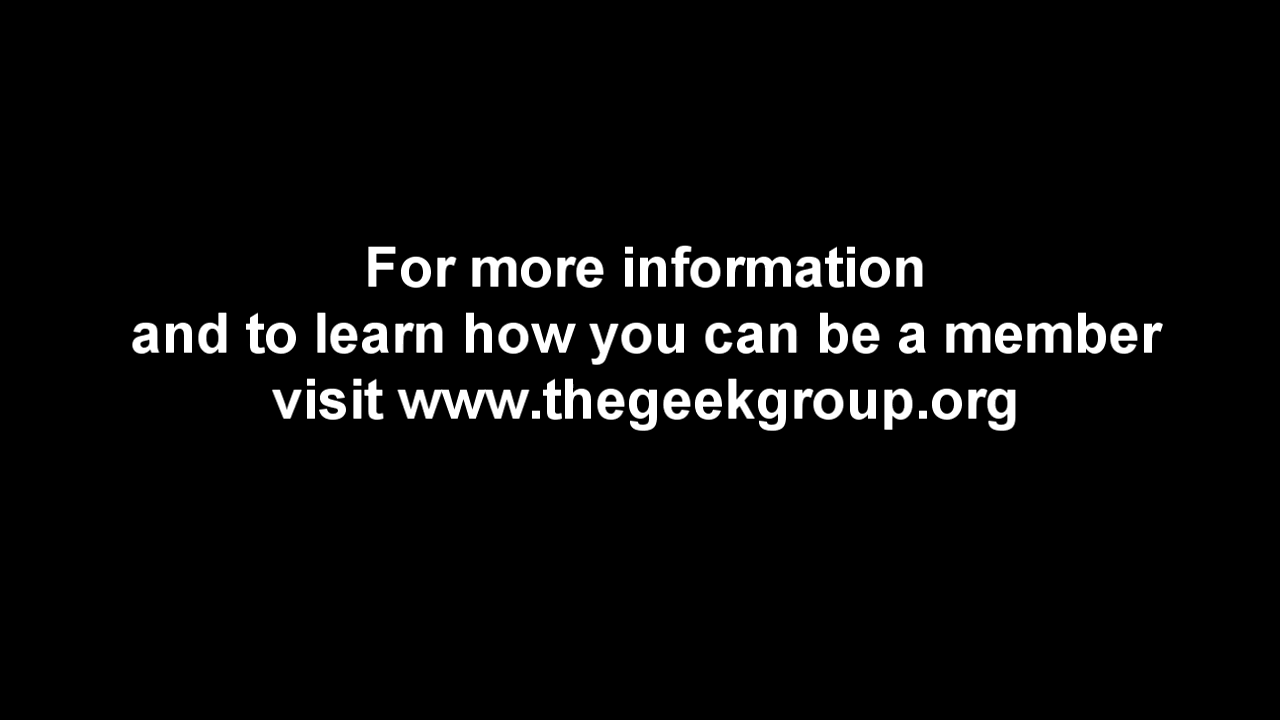 For more information
and to learn how you can be a member
visit www.thegeekgroup.org